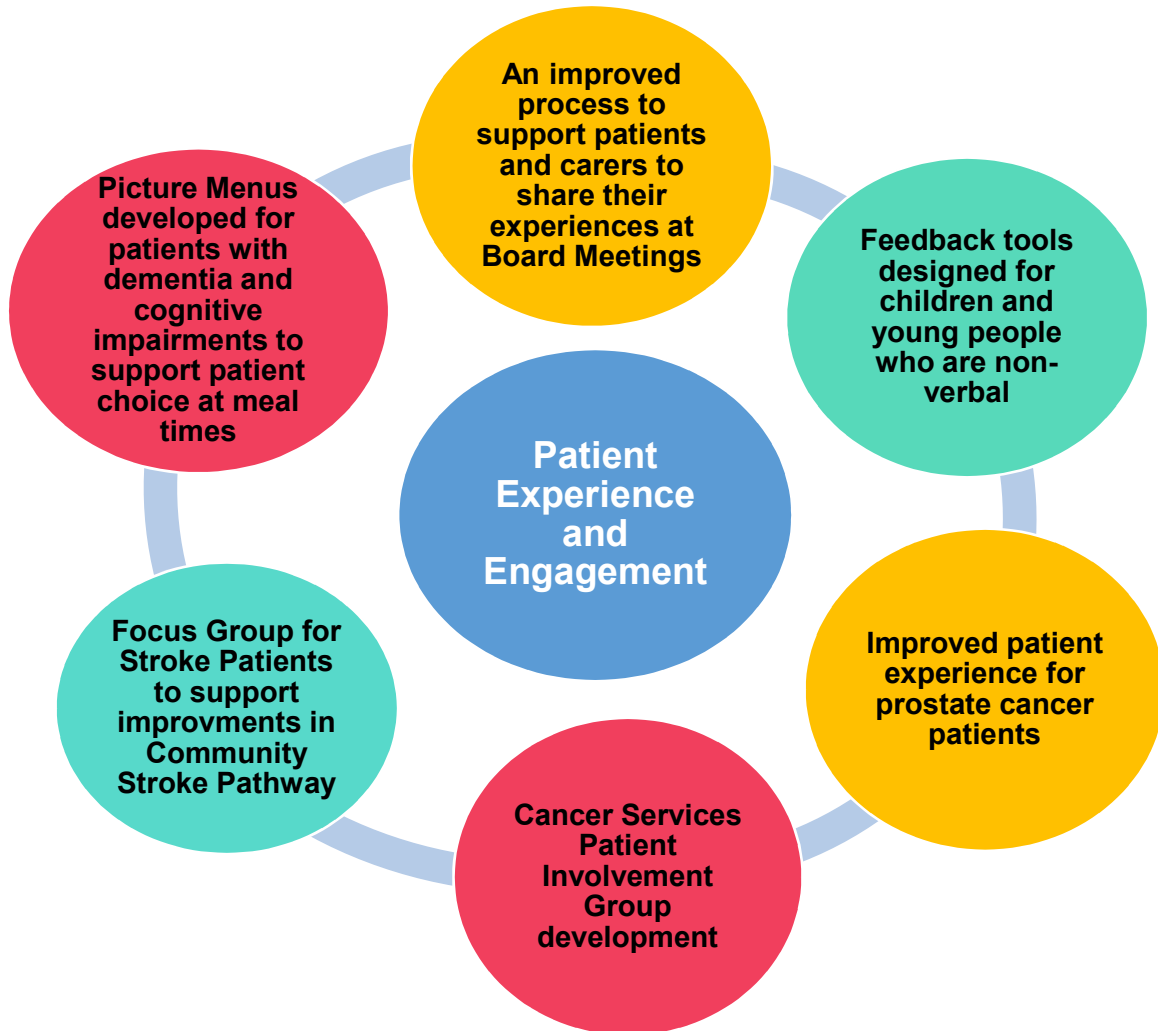 An improved
process to
support patients
and carers to
share their
experiences at
Board Meetings
Feedback tools
designed for
children and
young people
who are non-
verbal
Improved patient
experience for
prostate cancer
patients
Cancer Services
Patient
Involvement
Group
development
Focus Group for
Stroke Patients
to support
improvments in
Community
Stroke Pathway
Picture Menus
developed for
patients with
dementia and
cognitive
impairments to
support patient
choice at meal
times
Patient
Experience
and
Engagement